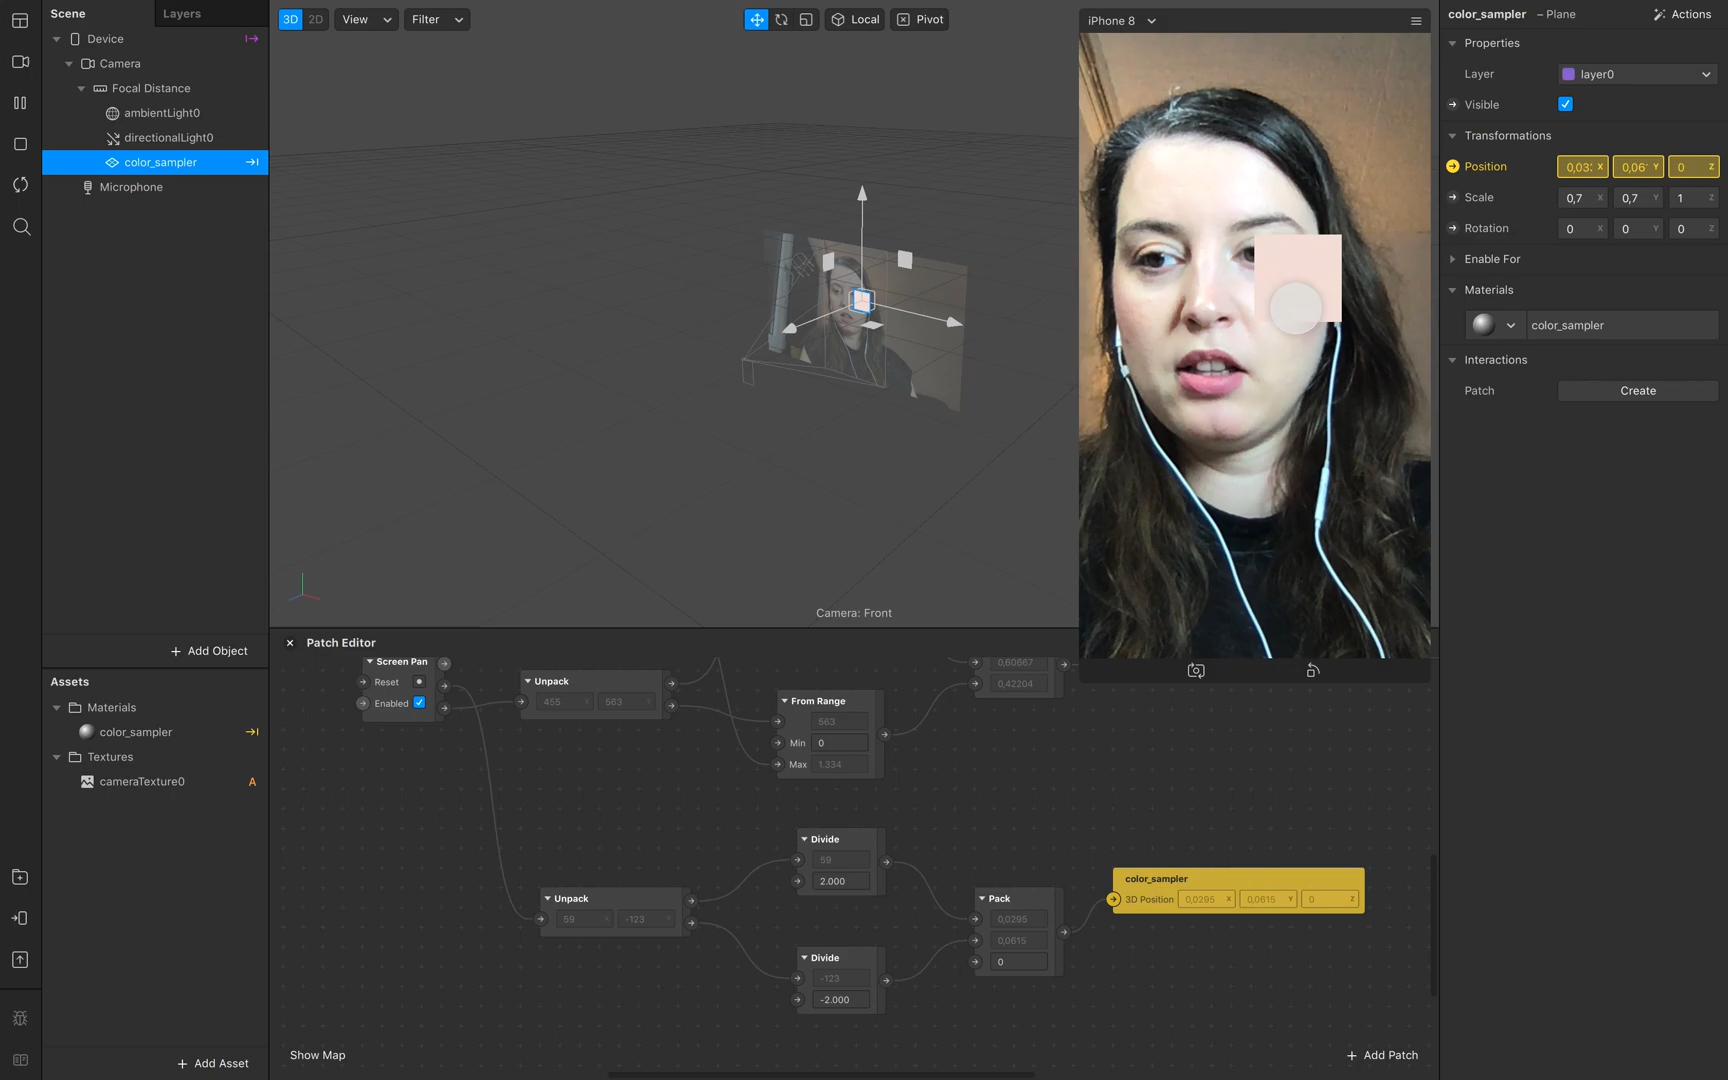 Scene
Layers
Device
Camera
Focal Distance
ambientLight0
directionalLight0
color_sampler
Microphone
+ Add Object
Assets
Materials
color_sampler
Textures
cameraTexture0 A
+ Add Asset
3D 2D View Filter
Local Pivot
Camera: Front
iPhone 8
Patch Editor
Screen Pan
Reset
Enabled
Unpack
455 X 563 Y
From Range
563
Min 0
Max 1.334
0,60667
0,42204
Unpack
59 X -123 Y
Divide
59
2.000
Divide
-123
-2.000
Pack
0,0295
0,0615
0
color_sampler
3D Position 0,0295 X 0,0615 Y 0 Z
Show Map
+ Add Patch
color_sampler – Plane
Actions
Properties
Layer layer0
Visible
Transformations
Position 0,03 X 0,06 Y 0 Z
Scale 0,7 X 0,7 Y 1 Z
Rotation 0 X 0 Y 0 Z
Enable For
Materials
color_sampler
Interactions
Patch Create